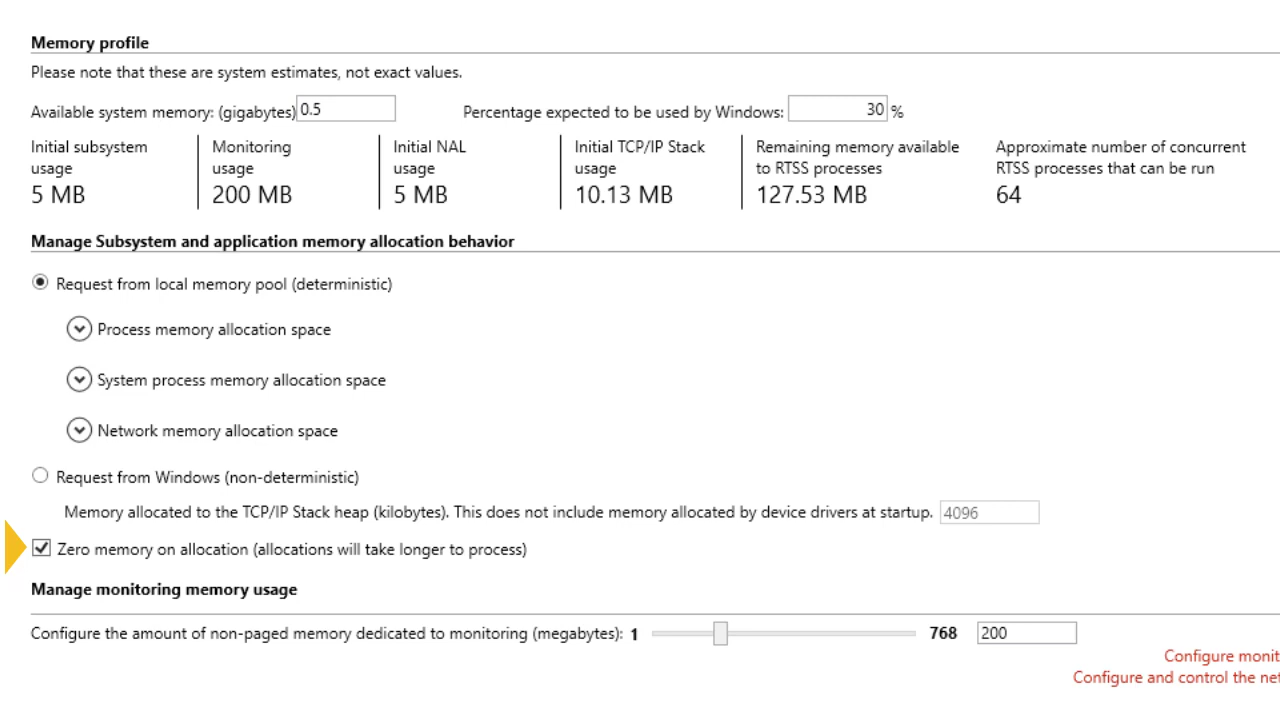 Memory profile
Please note that these are system estimates, not exact values.
Available system memory: (gigabytes) 0.5 Percentage expected to be used by Windows: 30 %
Initial subsystem usage 5 MB
Monitoring usage 200 MB
Initial NAL usage 5 MB
Initial TCP/IP Stack usage 10.13 MB
Remaining memory available to RTSS processes 127.53 MB
Approximate number of concurrent RTSS processes that can be run 64
Manage Subsystem and application memory allocation behavior
Request from local memory pool (deterministic)
Process memory allocation space
System process memory allocation space
Network memory allocation space
Request from Windows (non-deterministic)
Memory allocated to the TCP/IP Stack heap (kilobytes). This does not include memory allocated by device drivers at startup. 4096
Zero memory on allocation (allocations will take longer to process)
Manage monitoring memory usage
Configure the amount of non-paged memory dedicated to monitoring (megabytes): 1 768 200
Configure monit
Configure and control the net